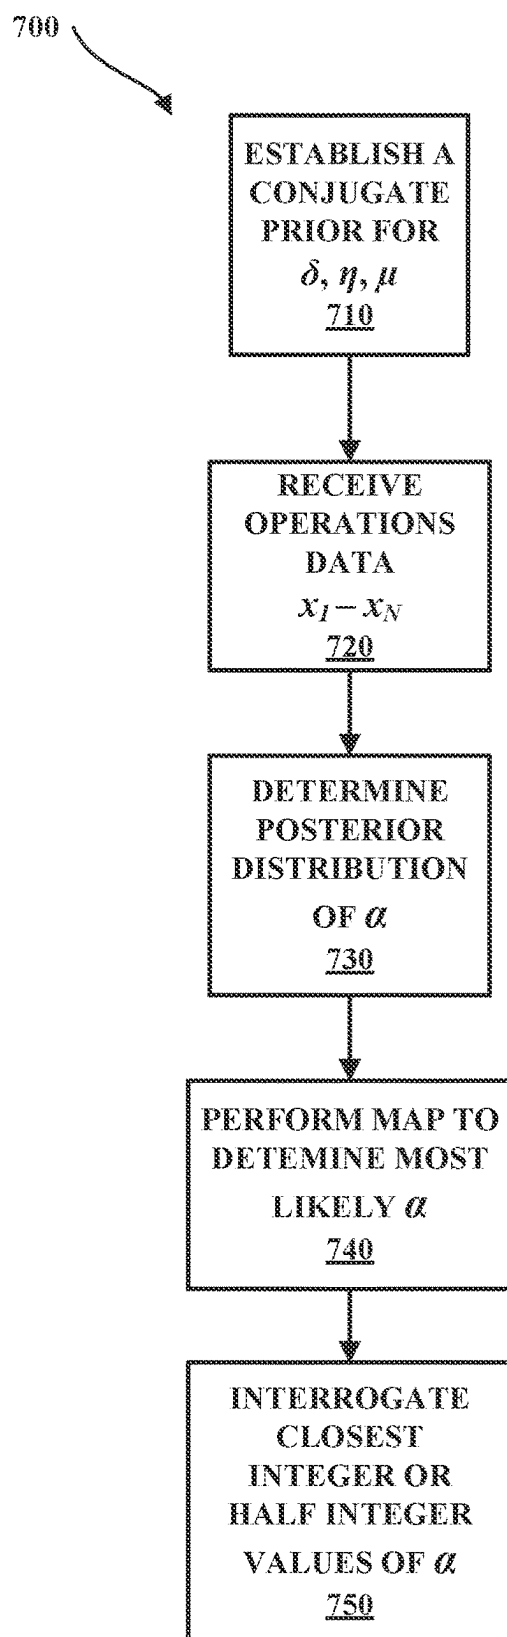 700
ESTABLISH A
CONJUGATE
PRIOR FOR
δ, η, μ
710
RECEIVE
OPERATIONS
DATA
x₁ – x_N
720
DETERMINE
POSTERIOR
DISTRIBUTION
OF α
730
PERFORM MAP TO
DETEMINE MOST
LIKELY α
740
INTERROGATE
CLOSEST
INTEGER OR
HALF INTEGER
VALUES OF α
750